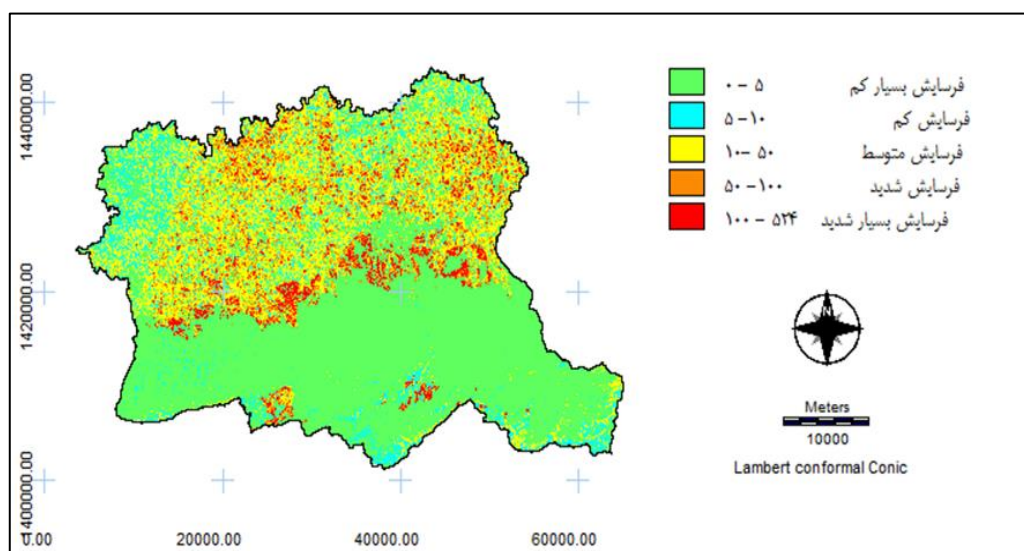 ۰ - ۵ فرسایش بسیار کم
۵ - ۱۰ فرسایش کم
۱۰ - ۵۰ فرسایش متوسط
۵۰ - ۱۰۰ فرسایش شدید
۱۰۰ - ۵۲۴ فرسایش بسیار شدید
1440000.00
1420000.00
1400000.00
0.00 20000.00 40000.00 60000.00
Meters
10000
Lambert conformal Conic